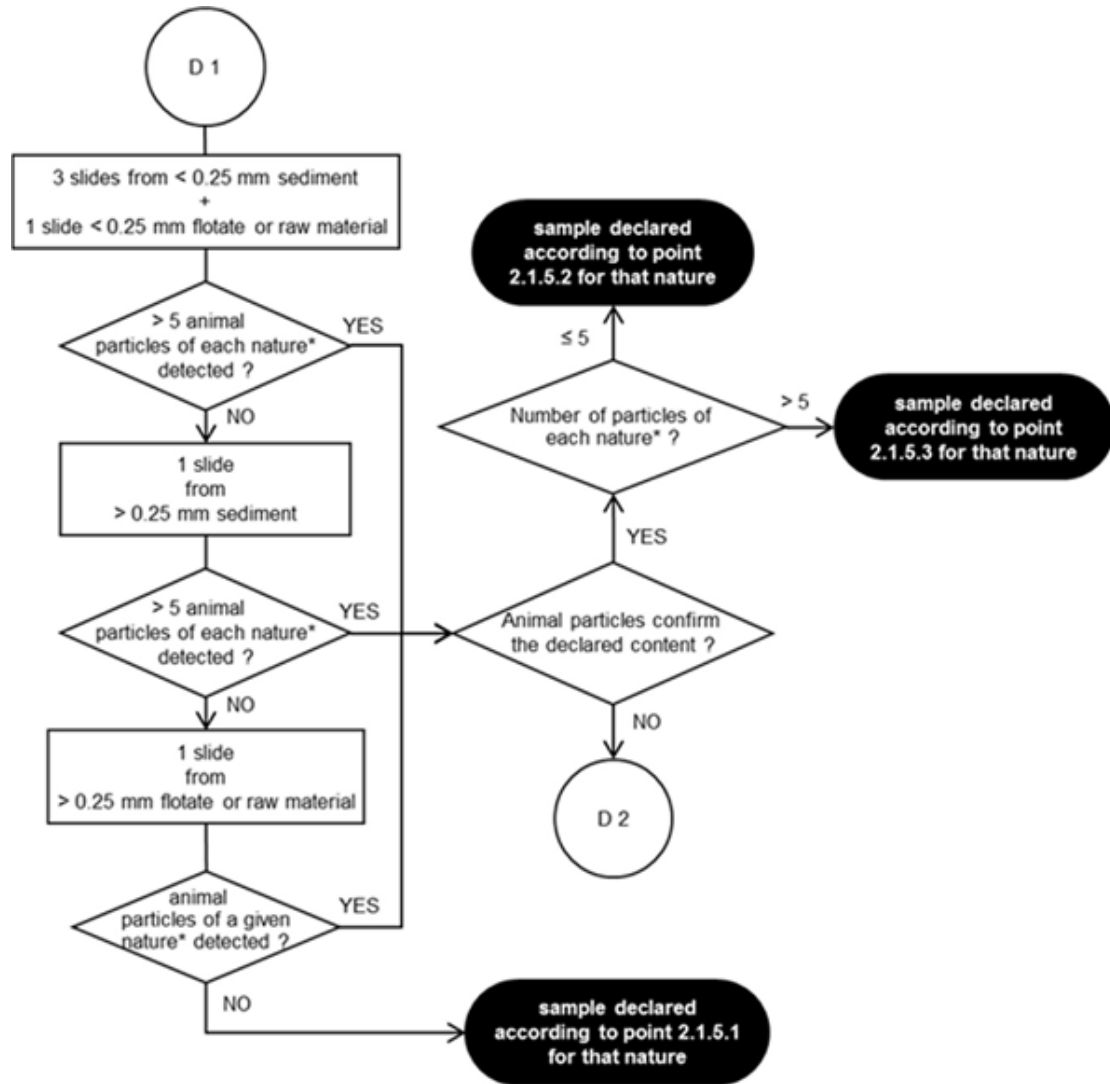 D 1
3 slides from < 0.25 mm sediment
+
1 slide < 0.25 mm flotate or raw material
> 5 animal
particles of each nature*
detected ?
YES
NO
1 slide
from
> 0.25 mm sediment
> 5 animal
particles of each nature*
detected ?
YES
NO
1 slide
from
> 0.25 mm flotate or raw material
animal
particles of a given
nature* detected ?
YES
NO
sample declared
according to point 2.1.5.1
for that nature
Animal particles confirm
the declared content ?
YES
NO
D 2
Number of particles of
each nature* ?
≤ 5
> 5
sample declared
according to point
2.1.5.2 for that nature
sample declared
according to point
2.1.5.3 for that nature